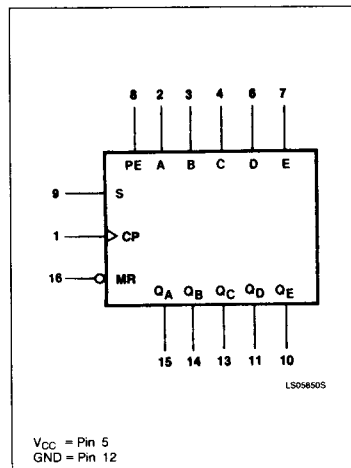 8 2 3 4 6 7
PE A B C D E
9 S
1 CP
16 MR
QA QB QC QD QE
15 14 13 11 10
LS05850S
VCC = Pin 5
GND = Pin 12